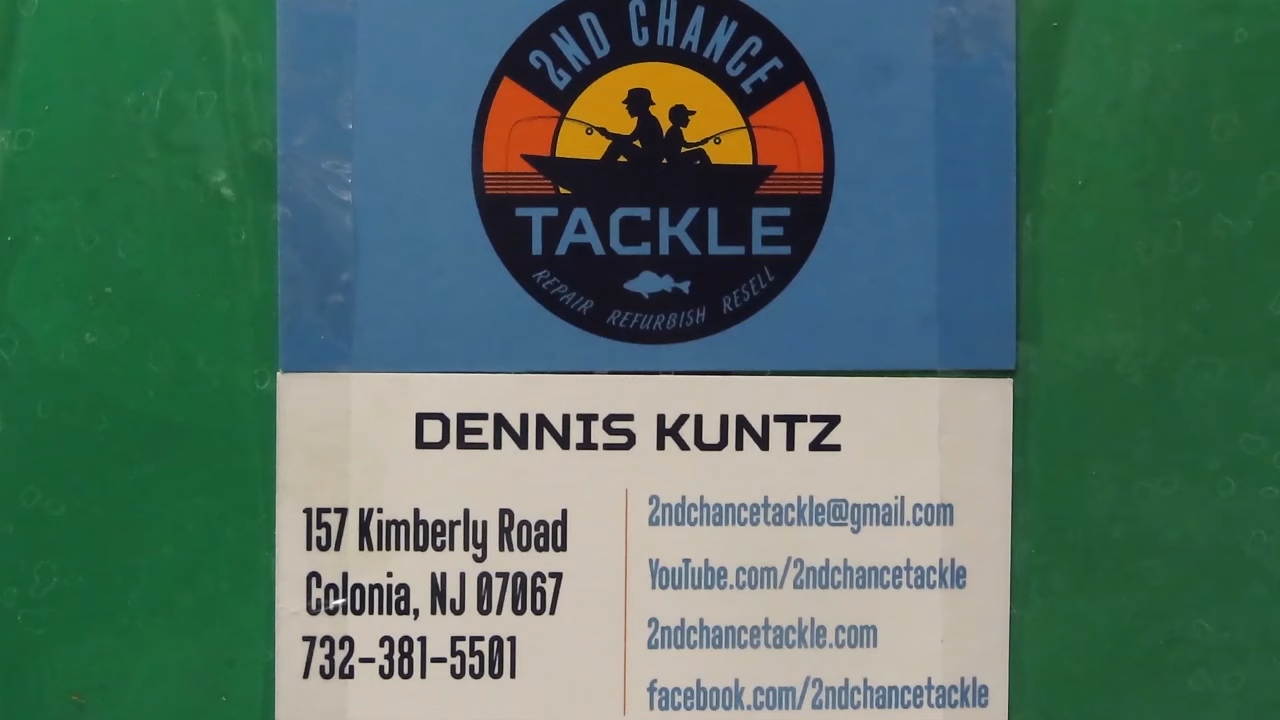 2ND CHANCE
TACKLE
REPAIR REFURBISH RESELL
DENNIS KUNTZ
157 Kimberly Road
Colonia, NJ 07067
732-381-5501
2ndchancetackle@gmail.com
YouTube.com/2ndchancetackle
2ndchancetackle.com
facebook.com/2ndchancetackle